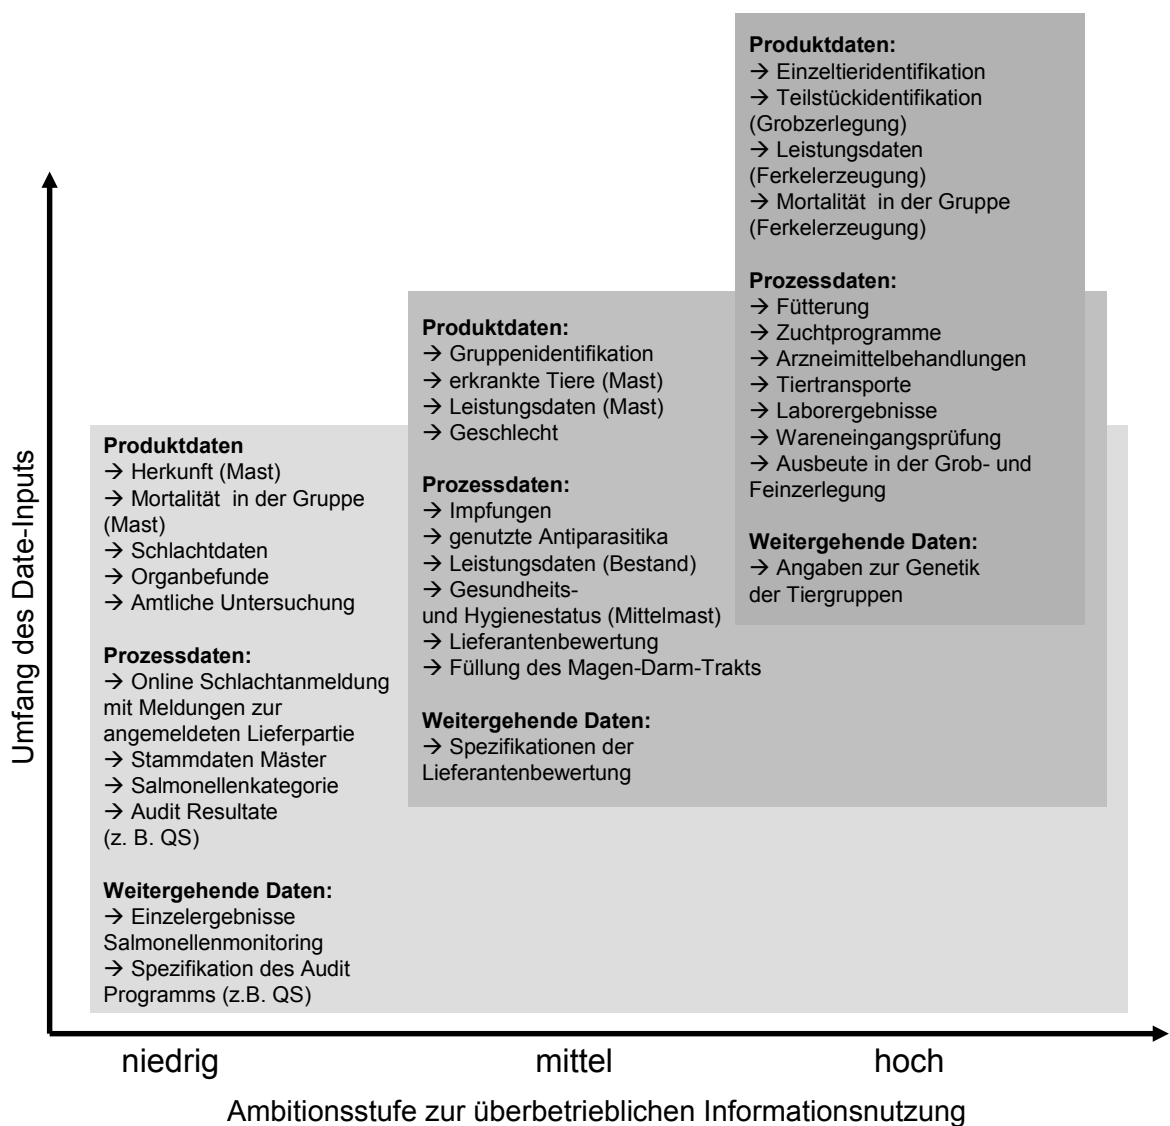 Umfang des Date-Inputs
Produktdaten
→ Herkunft (Mast)
→ Mortalität in der Gruppe
(Mast)
→ Schlachtdaten
→ Organbefunde
→ Amtliche Untersuchung
Prozessdaten:
→ Online Schlachtanmeldung
mit Meldungen zur
angemeldeten Lieferpartie
→ Stammdaten Mäster
→ Salmonellenkategorie
→ Audit Resultate
(z. B. QS)
Weitergehende Daten:
→ Einzelergebnisse
Salmonellenmonitoring
→ Spezifikation des Audit
Programms (z.B. QS)
Produktdaten:
→ Gruppenidentifikation
→ erkrankte Tiere (Mast)
→ Leistungsdaten (Mast)
→ Geschlecht
Prozessdaten:
→ Impfungen
→ genutzte Antiparasitika
→ Leistungsdaten (Bestand)
→ Gesundheits-
und Hygienestatus (Mittelmast)
→ Lieferantenbewertung
→ Füllung des Magen-Darm-Trakts
Weitergehende Daten:
→ Spezifikationen der
Lieferantenbewertung
Produktdaten:
→ Einzeltieridentifikation
→ Teilstückidentifikation
(Grobzerlegung)
→ Leistungsdaten
(Ferkelerzeugung)
→ Mortalität in der Gruppe
(Ferkelerzeugung)
Prozessdaten:
→ Fütterung
→ Zuchtprogramme
→ Arzneimittelbehandlungen
→ Tiertransporte
→ Laborergebnisse
→ Wareneingangsprüfung
→ Ausbeute in der Grob- und
Feinzerlegung
Weitergehende Daten:
→ Angaben zur Genetik
der Tiergruppen
niedrig
mittel
hoch
Ambitionsstufe zur überbetrieblichen Informationsnutzung